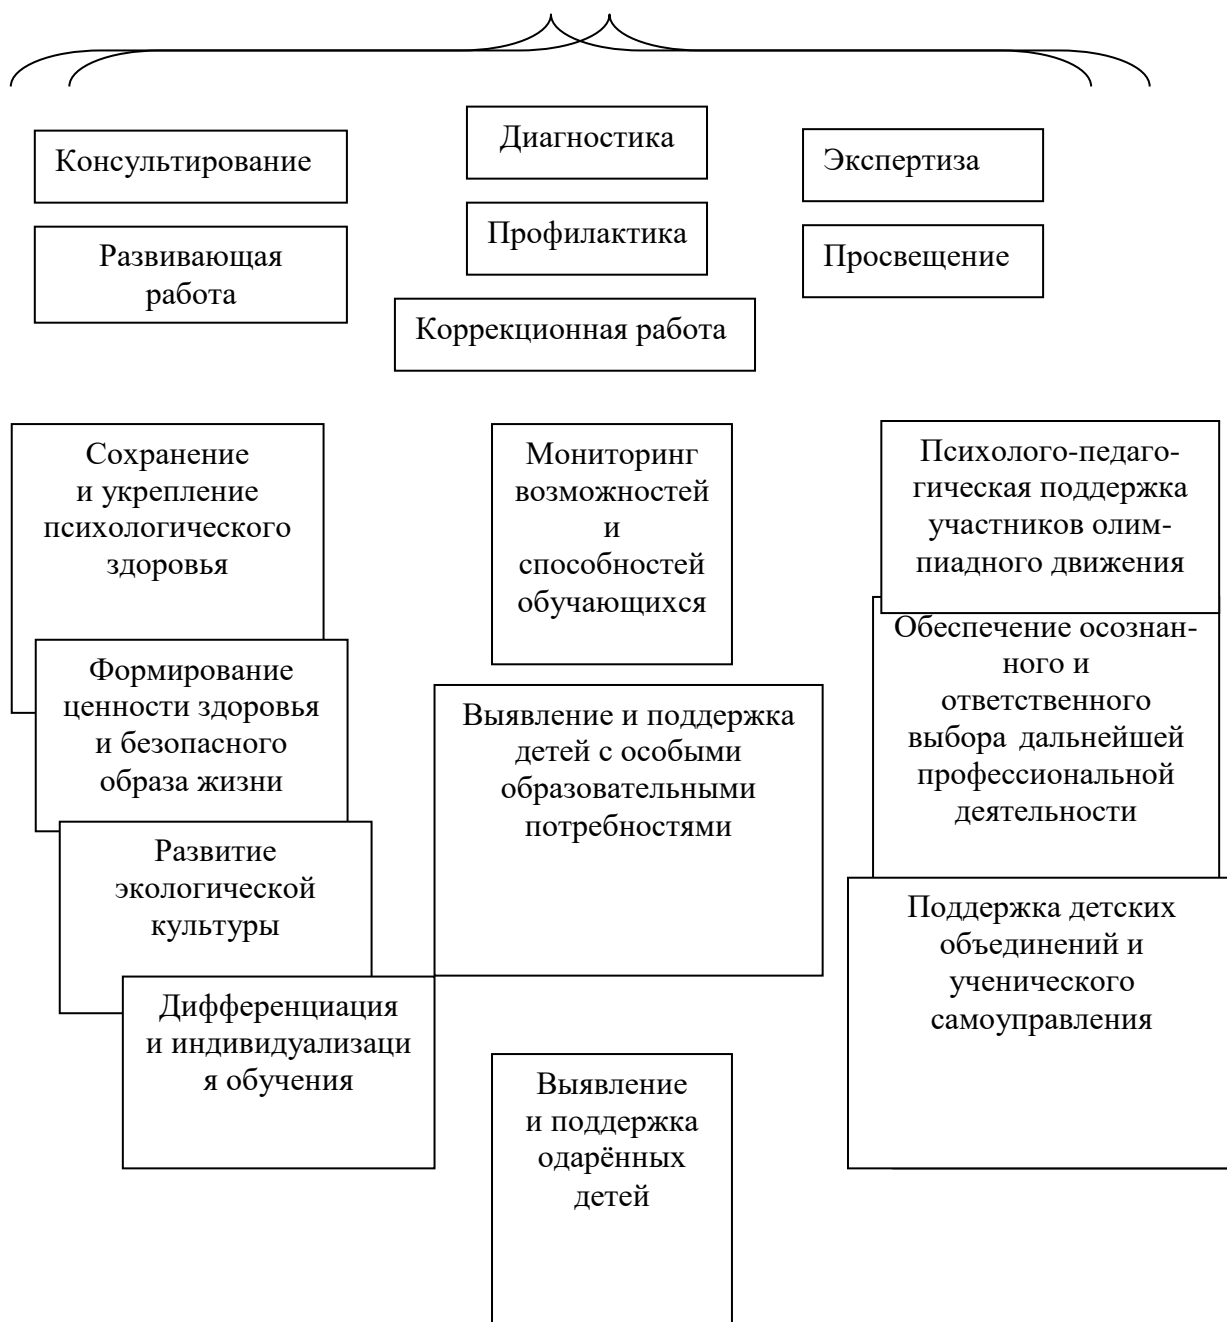 Консультирование
Диагностика
Экспертиза
Развивающая
работа
Профилактика
Просвещение
Коррекционная работа
Сохранение
и укрепление
психологического
здоровья
Формирование
ценности здоровья
и безопасного
образа жизни
Развитие
экологической
культуры
Дифференциация
и индивидуализаци
я обучения
Мониторинг
возможностей
и
способностей
обучающихся
Выявление и поддержка
детей с особыми
образовательными
потребностями
Выявление
и поддержка
одарённых
детей
Психолого-педаго-
гическая поддержка
участников олим-
пиадного движения
Обеспечение осознан-
ного и
ответственного
выбора дальнейшей
профессиональной
деятельности
Поддержка детских
объединений и
ученического
самоуправления